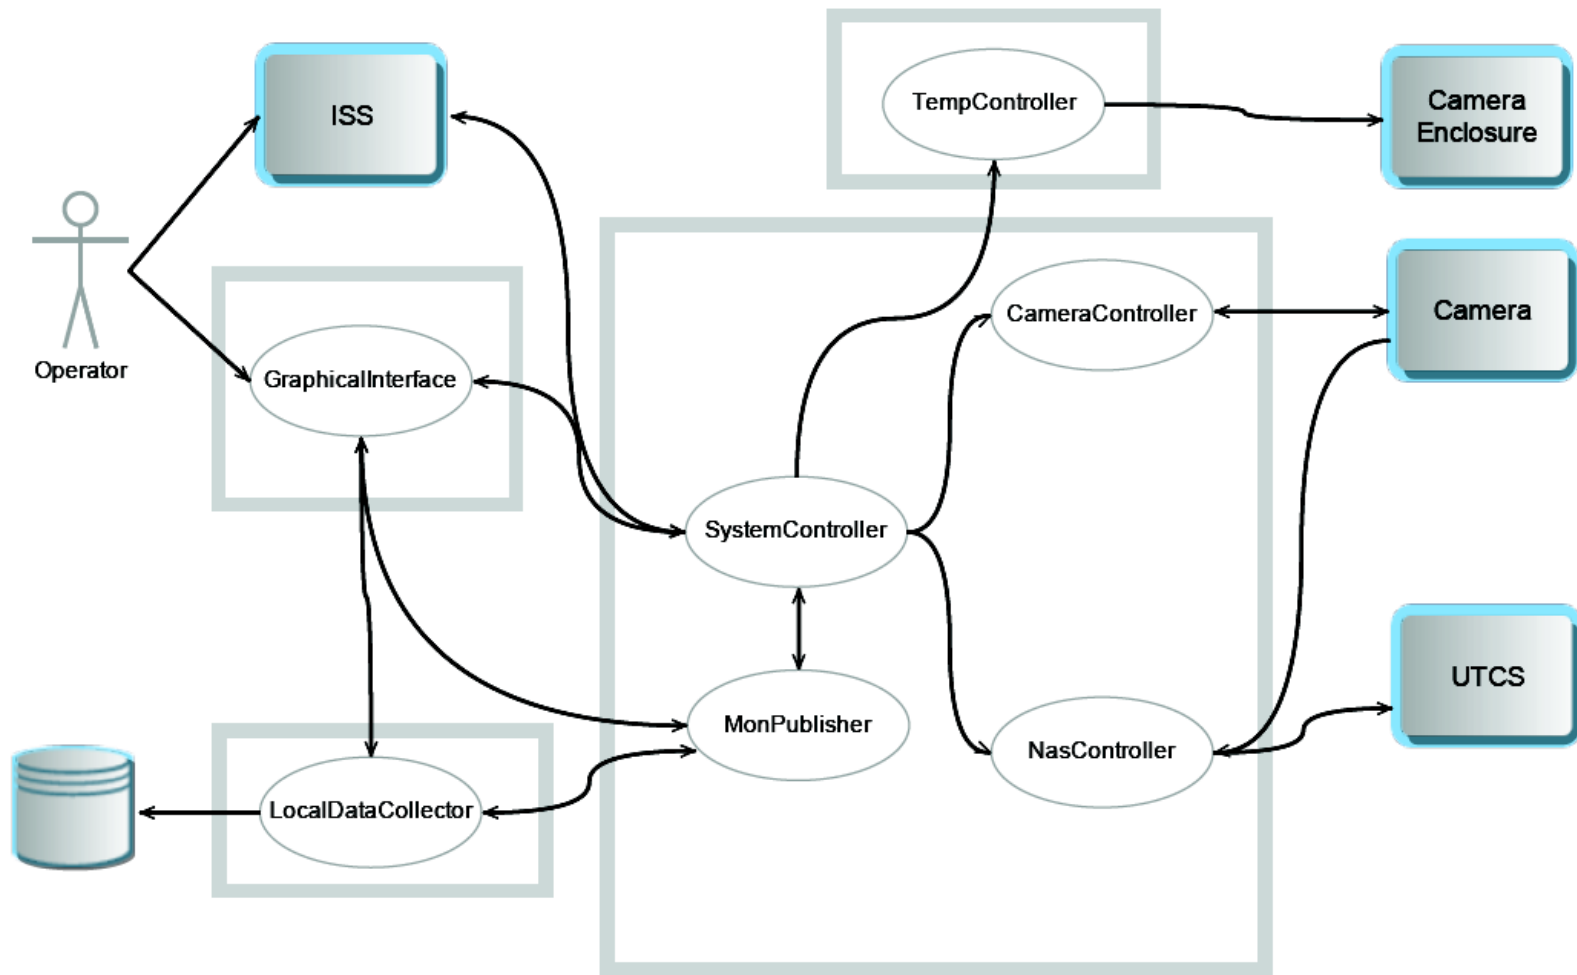 ISS
TempController
Camera
Enclosure
CameraController
Camera
Operator
GraphicalInterface
SystemController
UTCS
MonPublisher
NasController
LocalDataCollector